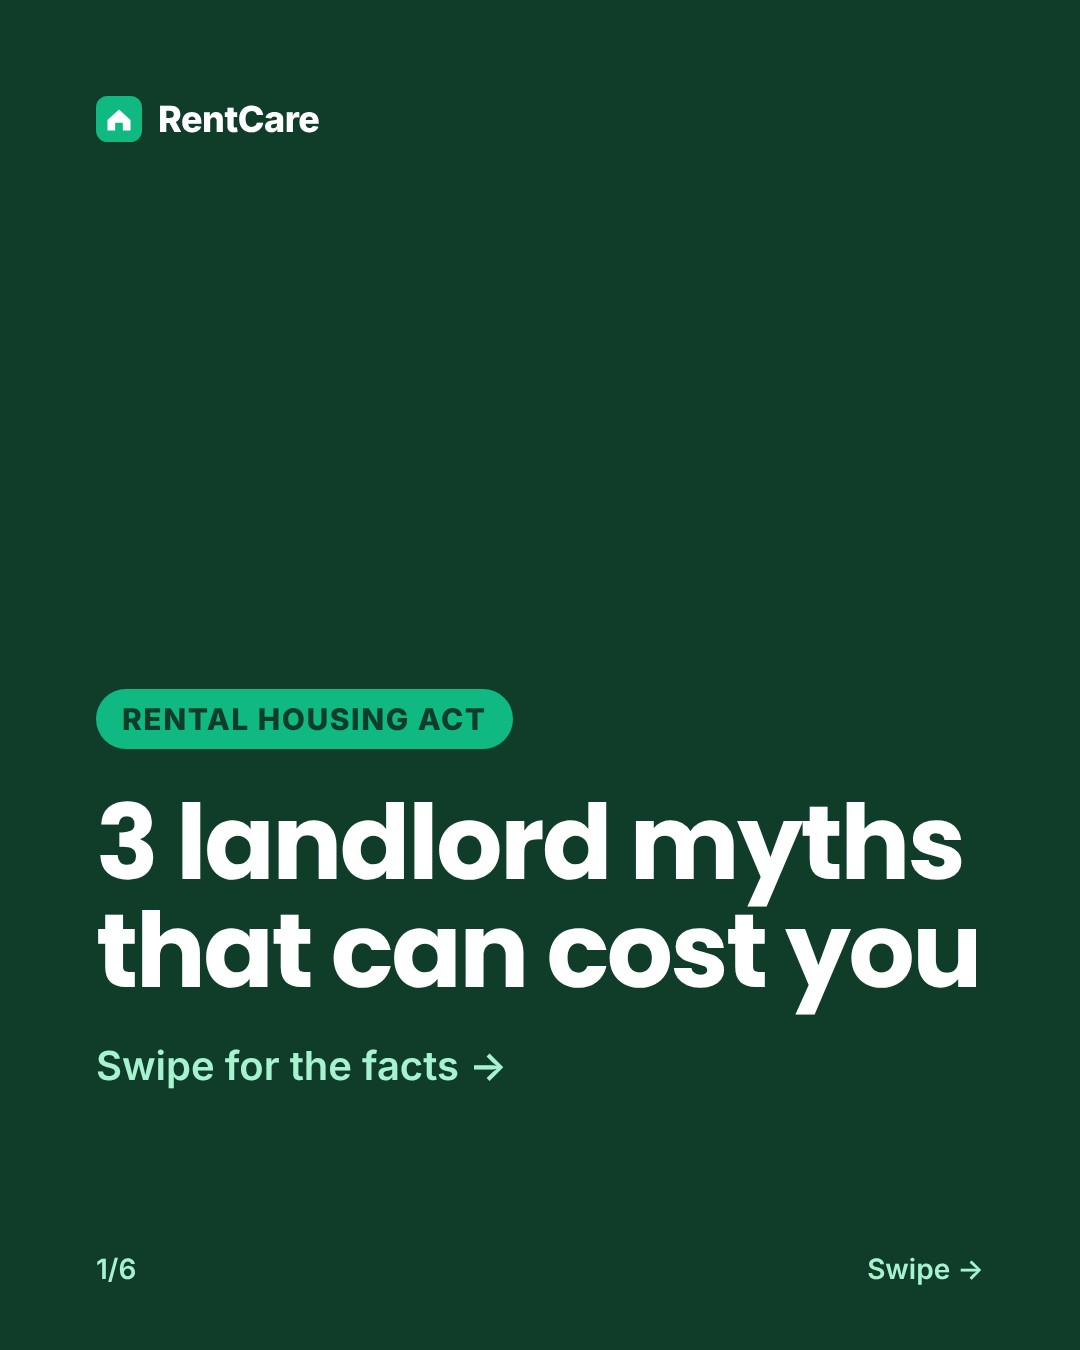 RentCare
RENTAL HOUSING ACT
3 landlord myths
that can cost you
Swipe for the facts →
1/6
Swipe →